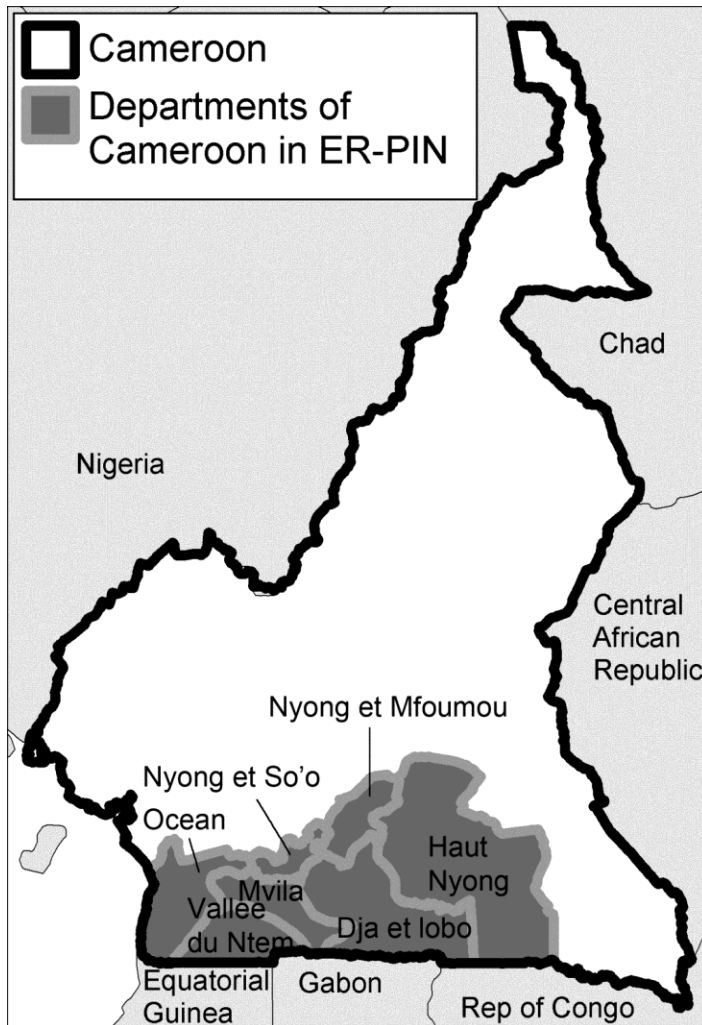 Cameroon
Departments of
Cameroon in ER-PIN
Chad
Nigeria
Central
African
Republic
Nyong et Mfoumou
Nyong et So'o
Ocean
Haut
Nyong
Mvila
Vallée
du Ntem
Dja et lobo
Equatorial
Guinea
Gabon
Rep of Congo